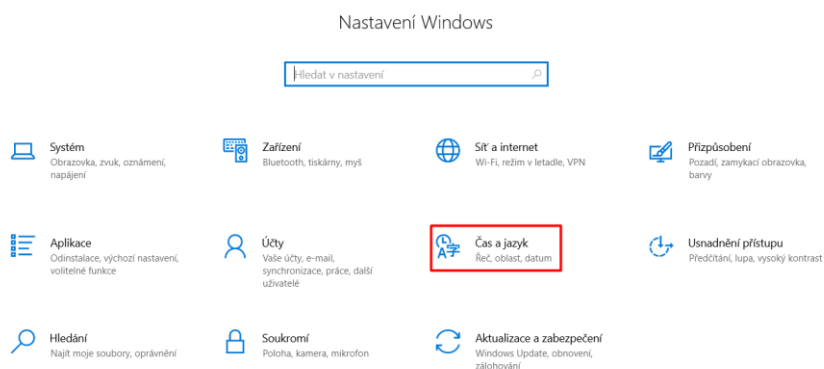 Nastavení Windows
Hledat v nastavení
Systém
Obrazovka, zvuk, oznámení,
napájení
Zařízení
Bluetooth, tiskárny, myš
Síť a internet
Wi-Fi, režim v letadle, VPN
Přizpůsobení
Pozadí, zamykací obrazovka,
barvy
Aplikace
Odinstalace, výchozí nastavení,
volitelné funkce
Účty
Vaše účty, e-mail,
synchronizace, práce, další
uživatelé
Čas a jazyk
Řeč, oblast, datum
Usnadnění přístupu
Předčítání, lupa, vysoký kontrast
Hledání
Najít moje soubory, oprávnění
Soukromí
Poloha, kamera, mikrofon
Aktualizace a zabezpečení
Windows Update, obnovení,
zálohování